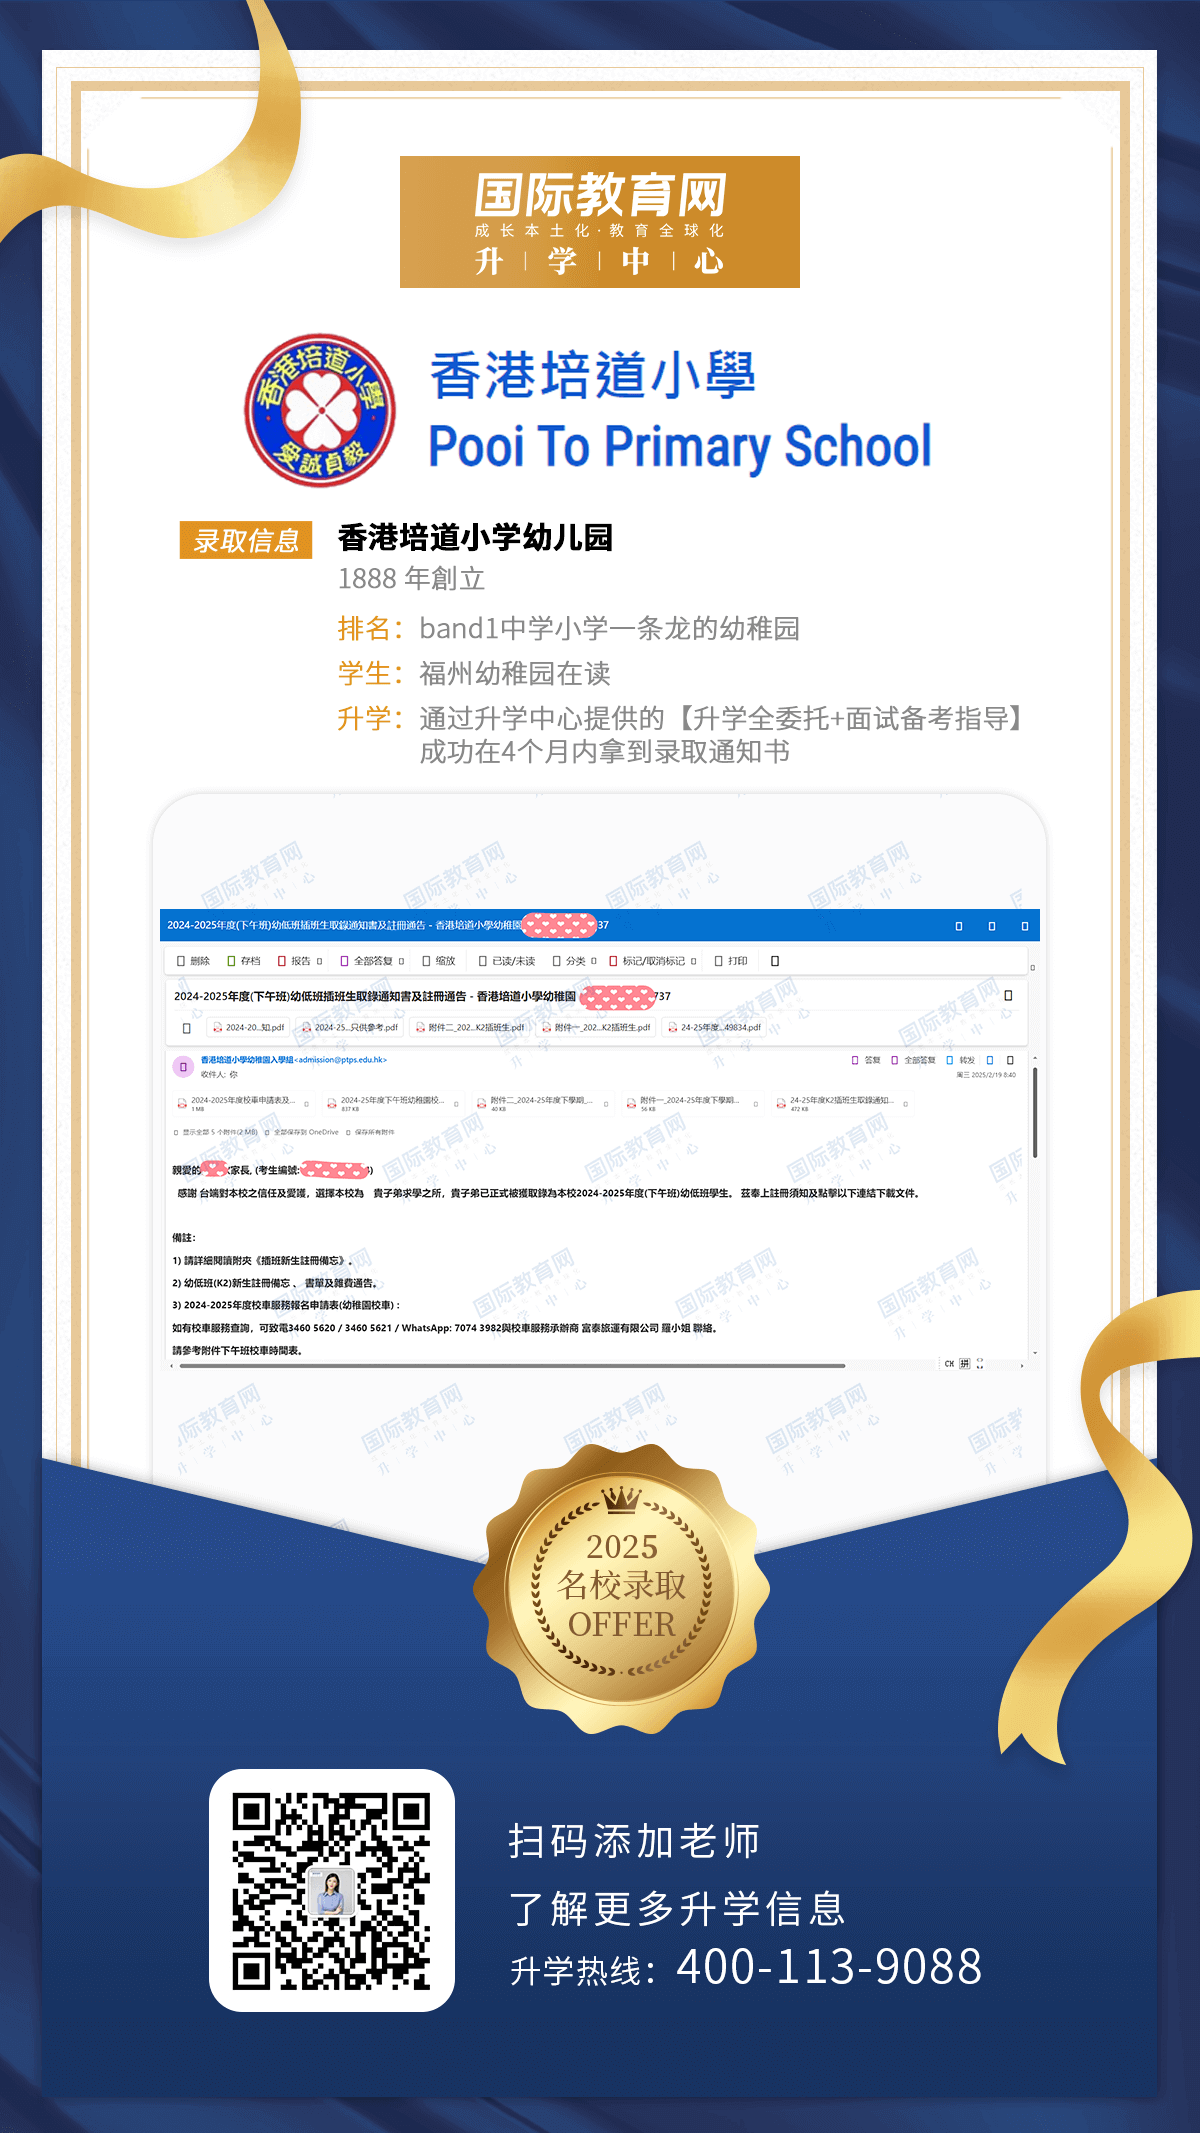 国际教育网
成长本土化·教育全球化
升｜学｜中｜心
香港培道小學
愛誠貞毅
香港培道小學
Pooi To Primary School
录取信息
香港培道小学幼儿园
1888 年創立
排名：band1中学小学一条龙的幼稚园
学生：福州幼稚园在读
升学：通过升学中心提供的【升学全委托+面试备考指导】
成功在4个月内拿到录取通知书
2024-2025年度(下午班)幼低班插班生取錄通知書及註冊通告 - 香港培道小學幼稚園 37
删除 存档 报告 全部答复 缩放 已读/未读 分类 标记/取消标记 打印
2024-2025年度(下午班)幼低班插班生取錄通知書及註冊通告 - 香港培道小學幼稚園 737
2024-20...知.pdf 2024-25...只供參考.pdf 附件二_202...K2插班生.pdf 附件一_202...K2插班生.pdf 24-25年度...49834.pdf
香港培道小學幼稚園入學組<admission@ptps.edu.hk>
答复 全部答复 转发
收件人: 你
周三 2025/2/19 8:40
2024-2025年度校車申請表及... 2024-25年度下午班幼稚園校... 附件二_2024-25年度下學期_... 附件一_2024-25年度下學期... 24-25年度K2插班生取錄通知...
1 MB 837 KB 40 KB 56 KB 472 KB
显示全部 5 个附件(2 MB) 全部保存到 OneDrive 保存所有附件
親愛的 家長, (考生編號: )
感謝 台端對本校之信任及愛護，選擇本校為 貴子弟求學之所，貴子弟已正式被獲取錄為本校2024-2025年度(下午班)幼低班學生。 茲奉上註冊須知及點擊以下連結下載文件。
備註：
1) 請詳細閱讀附夾《插班新生註冊備忘》。
2) 幼低班(K2)新生註冊備忘 、 書單及雜費通告。
3) 2024-2025年度校車服務報名申請表(幼稚園校車) :
如有校車服務查詢，可致電3460 5620 / 3460 5621 / WhatsApp: 7074 3982與校車服務承辦商 富泰旅運有限公司 羅小姐 聯絡。
請參考附件下午班校車時間表。
CH 拼
2025
名校录取
OFFER
扫码添加老师
了解更多升学信息
升学热线：400-113-9088